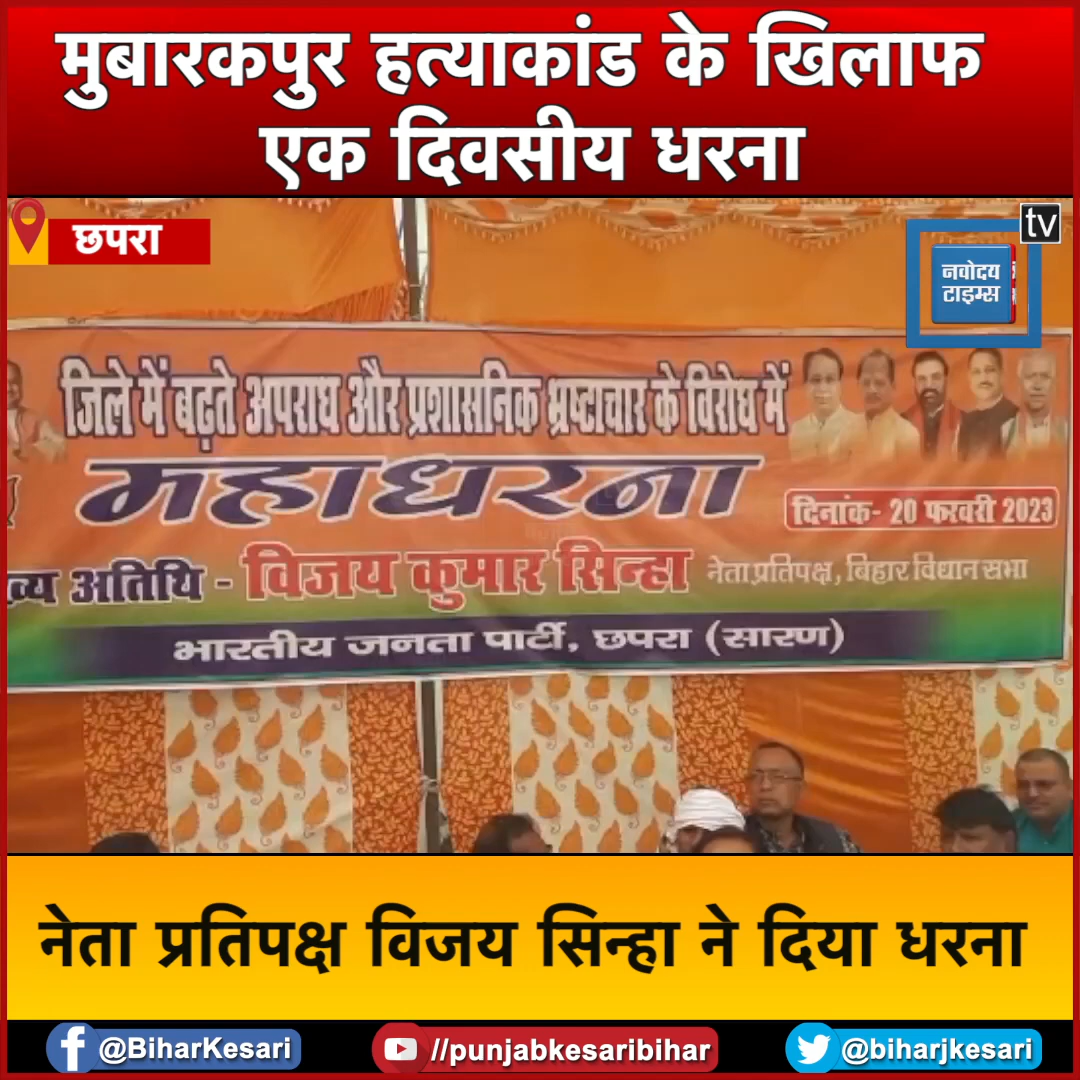 मुबारकपुर हत्याकांड के खिलाफ
एक दिवसीय धरना
छपरा
tv
नवोदय
टाइम्स
जिले में बढ़ते अपराध और प्रशासनिक भ्रष्टाचार के विरोध में
महाधरना
दिनांक- 20 फरवरी 2023
अतिथि - विजय कुमार सिन्हा नेता प्रतिपक्ष, बिहार विधान सभा
भारतीय जनता पार्टी, छपरा (सारण)
नेता प्रतिपक्ष विजय सिन्हा ने दिया धरना
@BiharKesari
//punjabkesaribihar
@biharjkesari